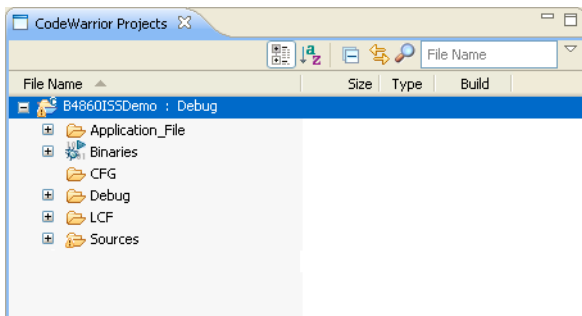 CodeWarrior Projects
File Name
File Name Size Type Build
B4860ISSDemo : Debug
Application_File
Binaries
CFG
Debug
LCF
Sources